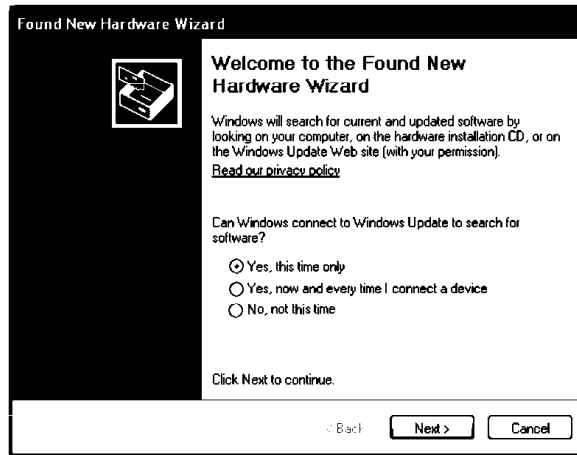 Found New Hardware Wizard
Welcome to the Found New
Hardware Wizard
Windows will search for current and updated software by
looking on your computer, on the hardware installation CD, or on
the Windows Update Web site (with your permission).
Read our privacy policy
Can Windows connect to Windows Update to search for
software?
Yes, this time only
Yes, now and every time I connect a device
No, not this time
Click Next to continue.
< Back
Next >
Cancel